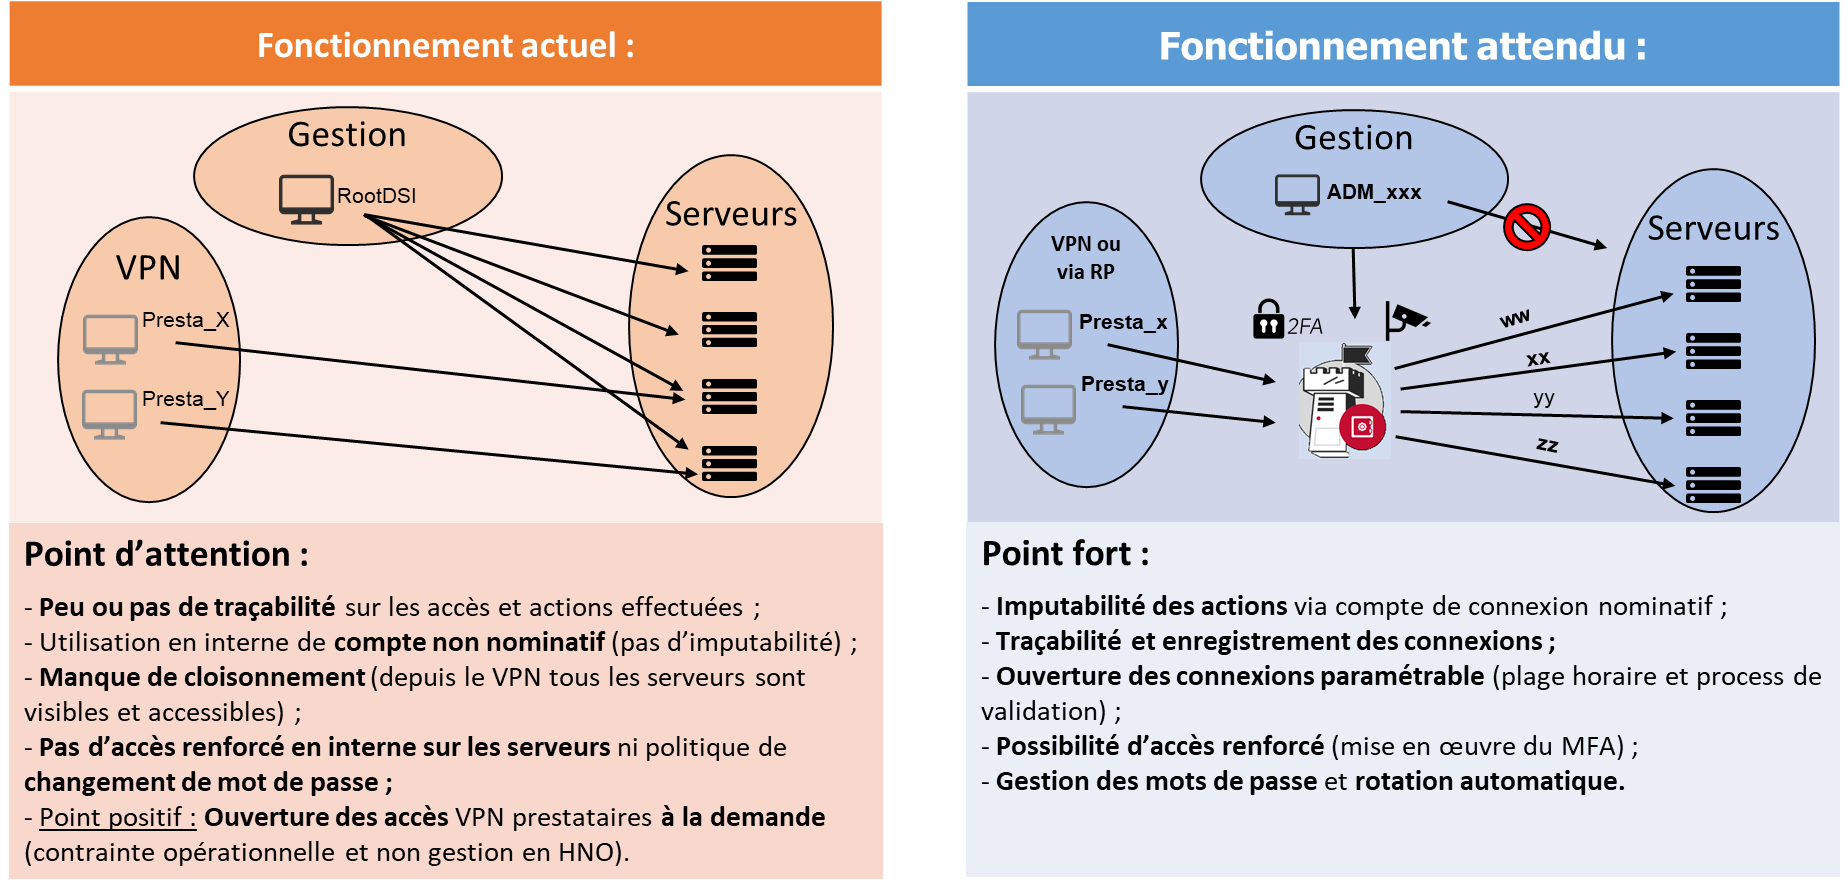 Fonctionnement actuel :
Gestion
RootDSI
Serveurs
VPN
Presta_X
Presta_Y
Point d’attention :
- Peu ou pas de traçabilité sur les accès et actions effectuées ;
- Utilisation en interne de compte non nominatif (pas d’imputabilité) ;
- Manque de cloisonnement (depuis le VPN tous les serveurs sont
visibles et accessibles) ;
- Pas d’accès renforcé en interne sur les serveurs ni politique de
changement de mot de passe ;
- Point positif : Ouverture des accès VPN prestataires à la demande
(contrainte opérationnelle et non gestion en HNO).
Fonctionnement attendu :
Gestion
ADM_xxx
Serveurs
VPN ou
via RP
Presta_x
Presta_y
2FA
ww
xx
yy
zz
Point fort :
- Imputabilité des actions via compte de connexion nominatif ;
- Traçabilité et enregistrement des connexions ;
- Ouverture des connexions paramétrable (plage horaire et process de
validation) ;
- Possibilité d’accès renforcé (mise en œuvre du MFA) ;
- Gestion des mots de passe et rotation automatique.